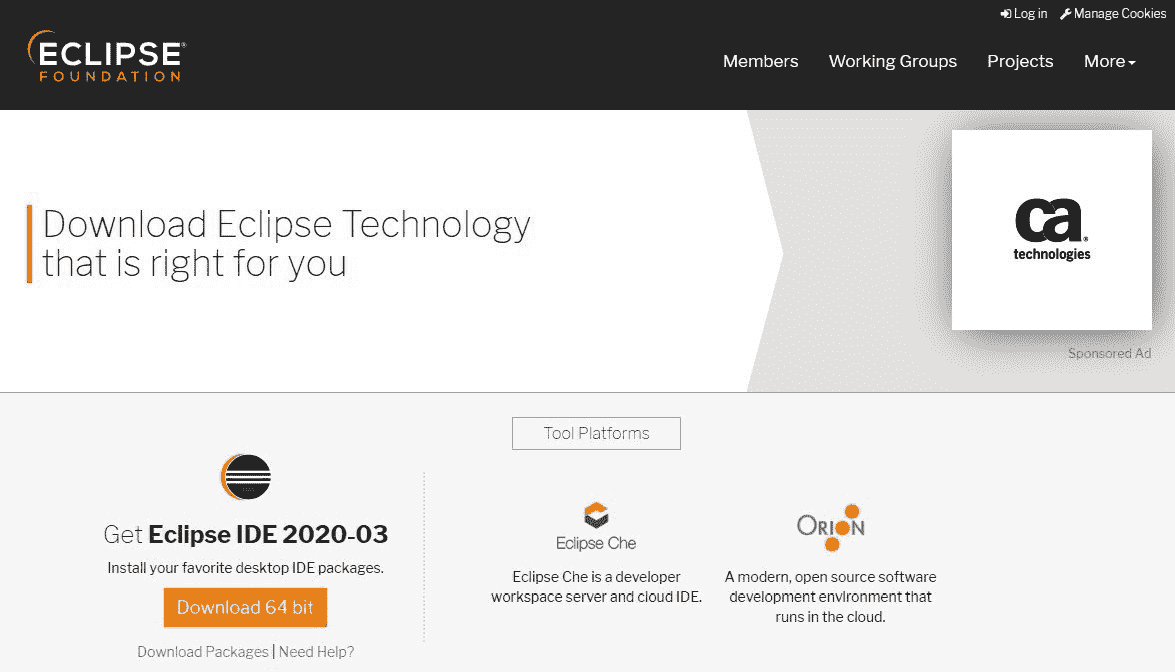 Log in Manage Cookies
ECLIPSE®
FOUNDATION
Members Working Groups Projects More
Download Eclipse Technology
that is right for you
ca®
technologies
Sponsored Ad
Tool Platforms
Get Eclipse IDE 2020-03
Install your favorite desktop IDE packages.
Download 64 bit
Download Packages | Need Help?
Eclipse Che
Eclipse Che is a developer
workspace server and cloud IDE.
ORION
A modern, open source software
development environment that
runs in the cloud.